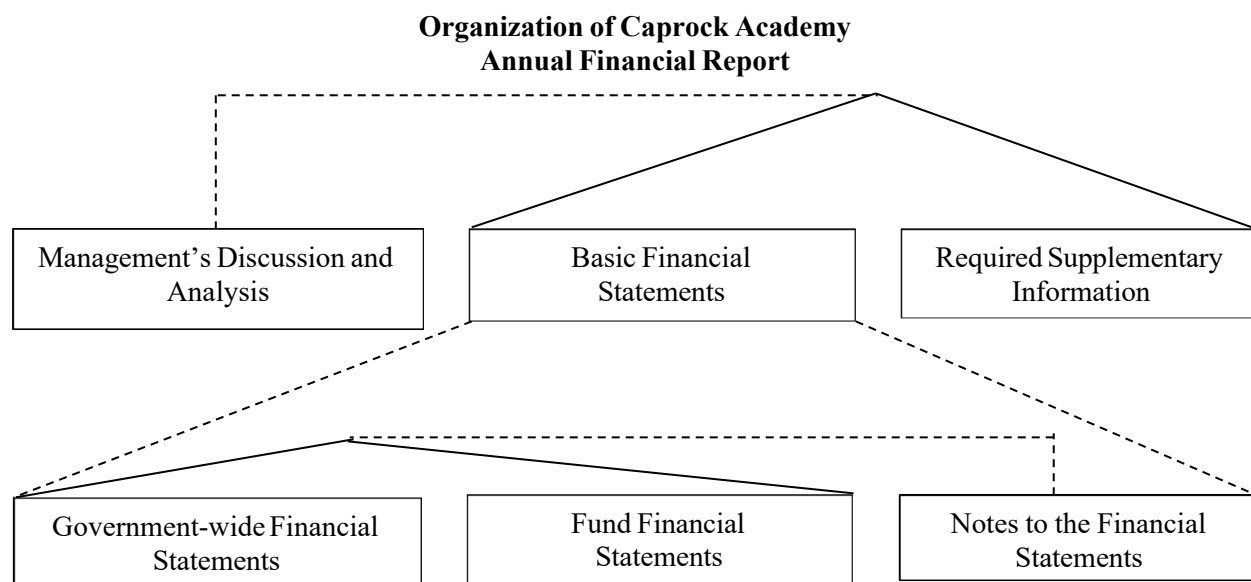 Organization of Caprock Academy
Annual Financial Report
Management’s Discussion and
Analysis
Basic Financial
Statements
Required Supplementary
Information
Government-wide Financial
Statements
Fund Financial
Statements
Notes to the Financial
Statements